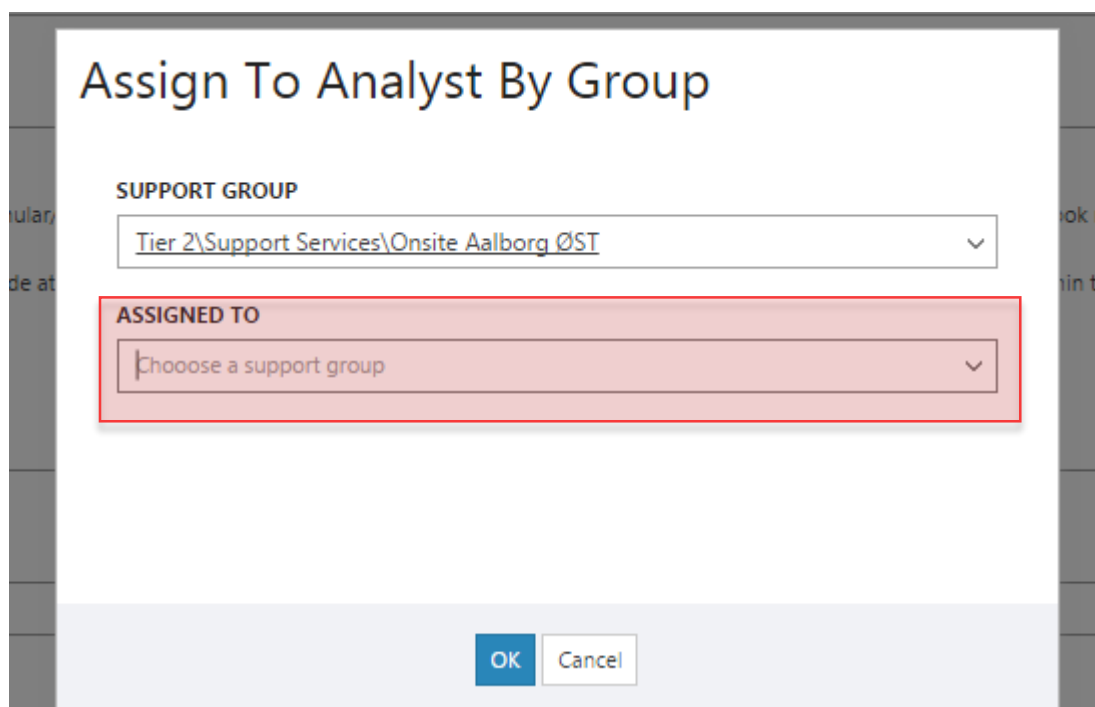 Assign To Analyst By Group
SUPPORT GROUP
Tier 2\Support Services\Onsite Aalborg ØST
ASSIGNED TO
Chooose a support group
OK
Cancel